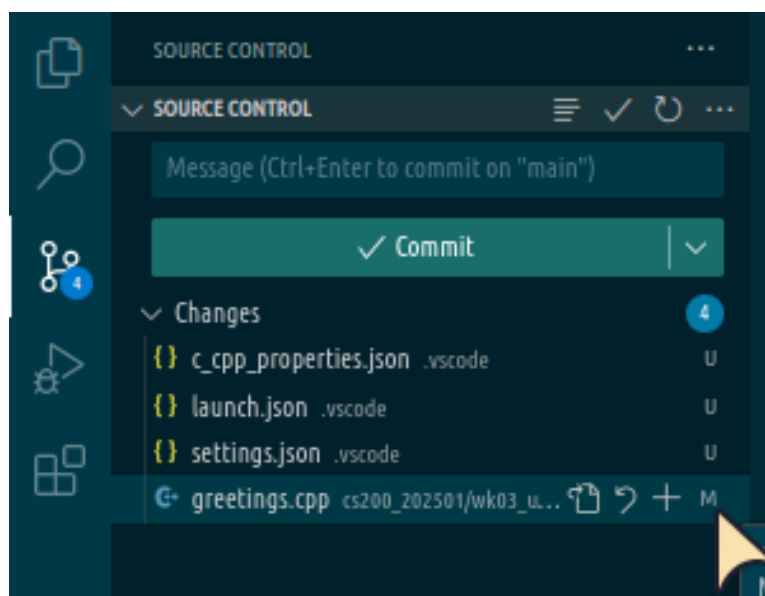 SOURCE CONTROL
SOURCE CONTROL
Message (Ctrl+Enter to commit on "main")
Commit
4
Changes 4
{} c_cpp_properties.json .vscode U
{} launch.json .vscode U
{} settings.json .vscode U
greetings.cpp cs200_202501/wk03_u... M